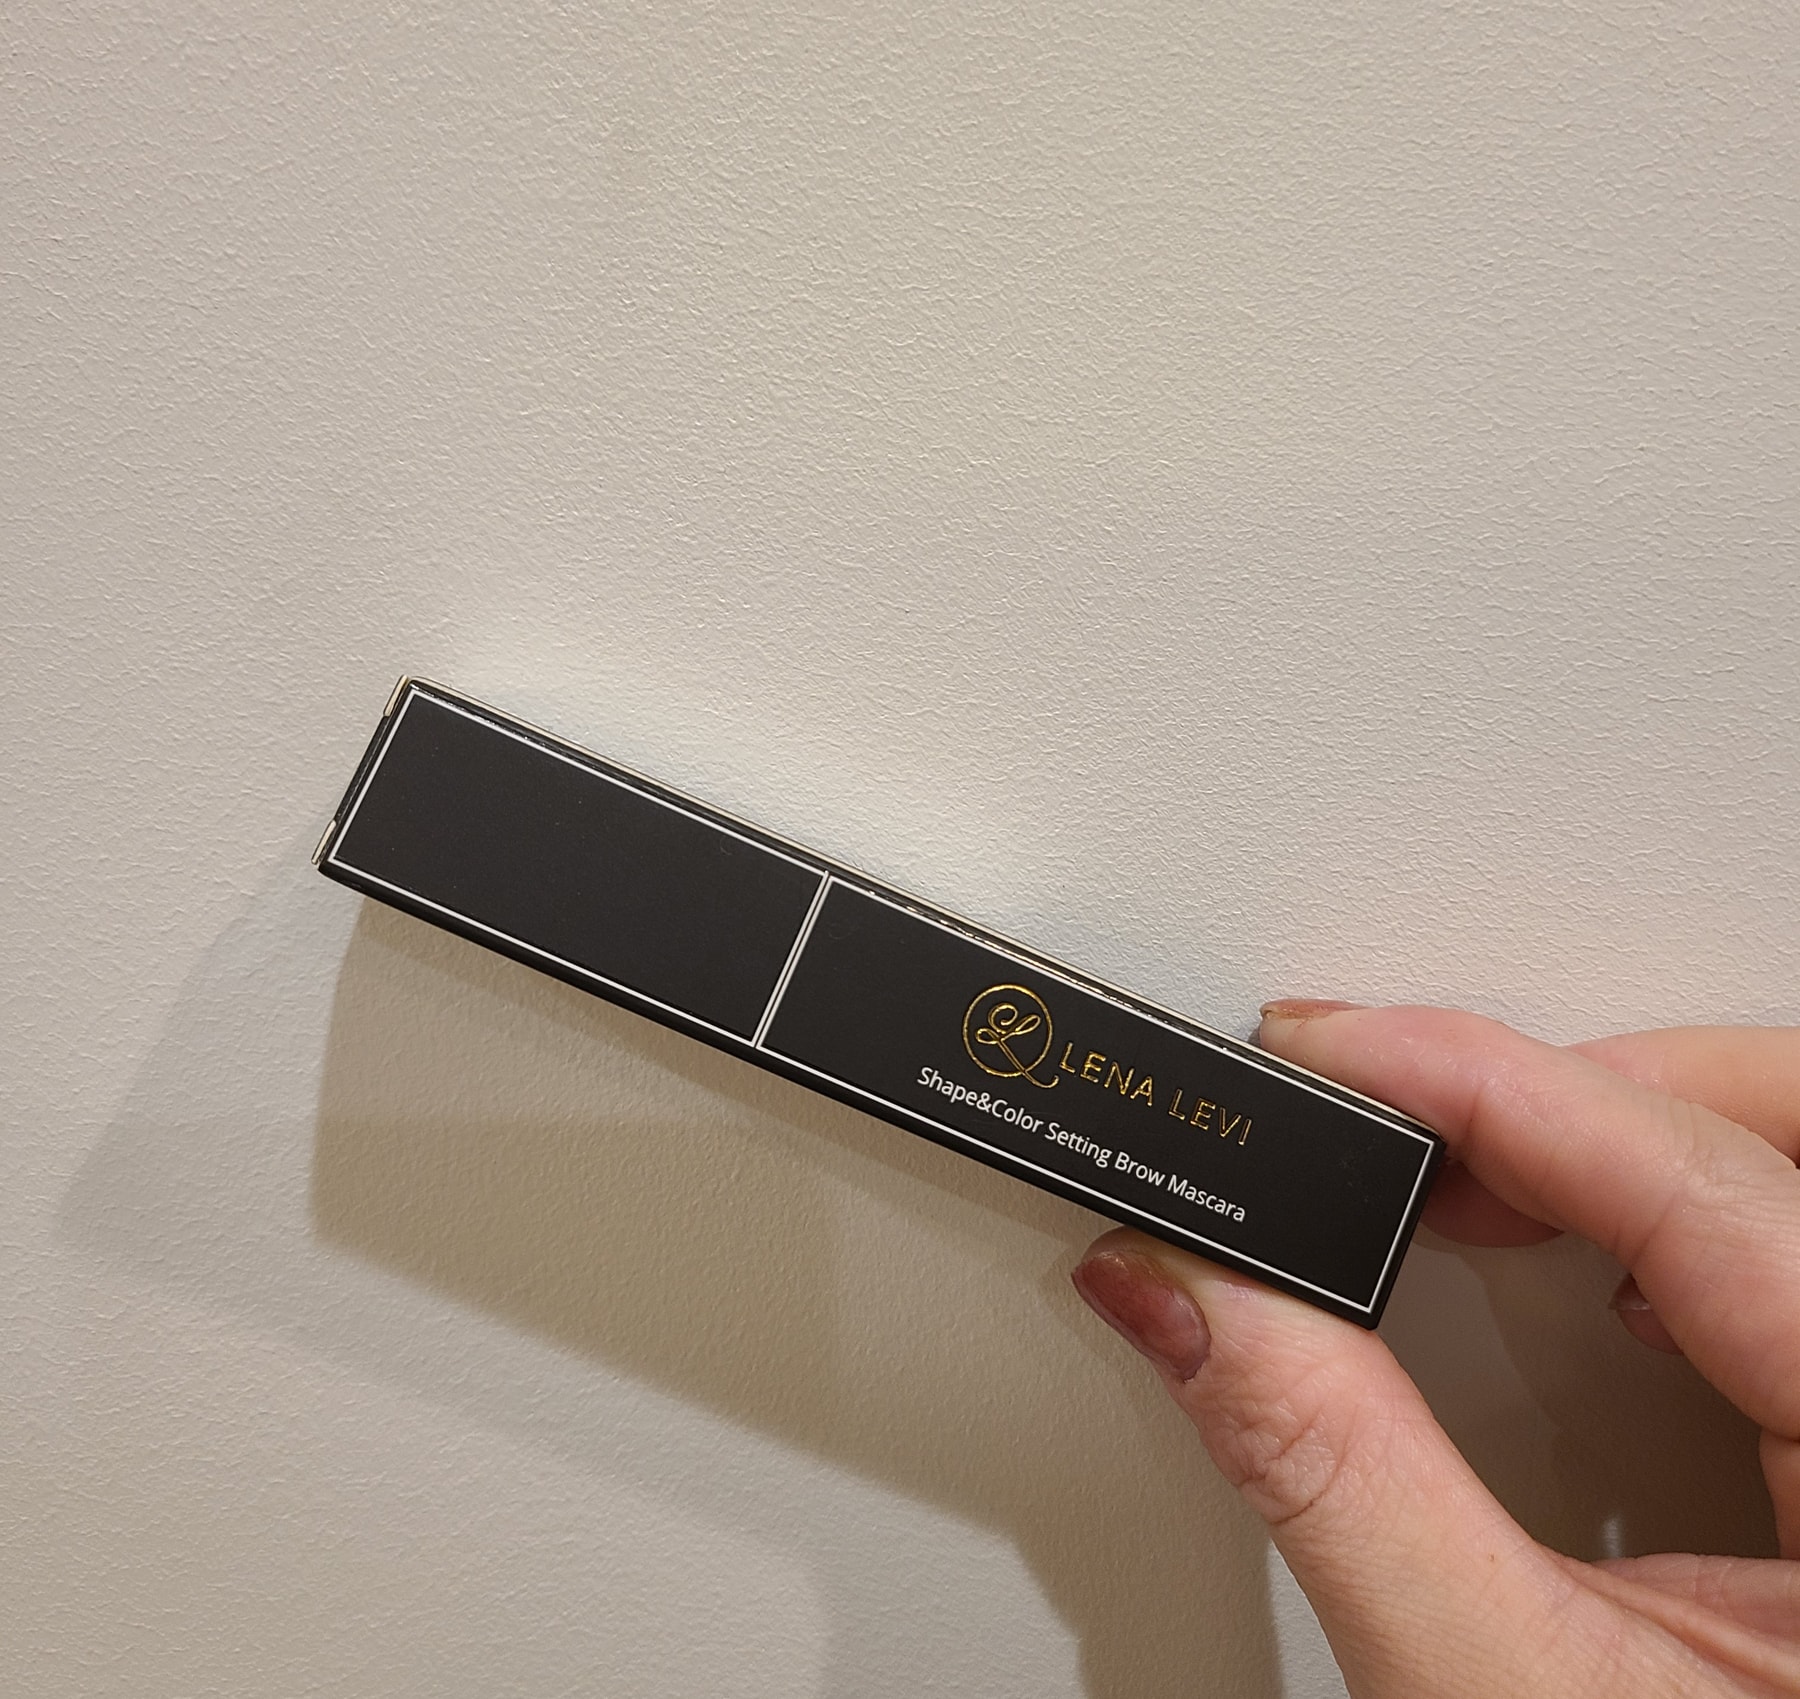 LENA LEVI
Shape&Color Setting Brow Mascara